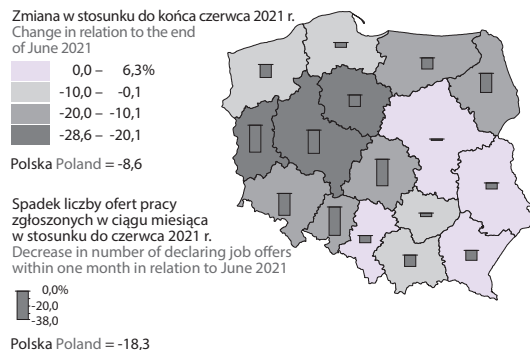 Zmiana w stosunku do końca czerwca 2021 r.
Change in relation to the end
of June 2021
0,0 – 6,3%
-10,0 – -0,1
-20,0 – -10,1
-28,6 – -20,1
Polska Poland = -8,6
Spadek liczby ofert pracy
zgłoszonych w ciągu miesiąca
w stosunku do czerwca 2021 r.
Decrease in number of declaring job offers
within one month in relation to June 2021
0,0%
-20,0
-38,0
Polska Poland = -18,3